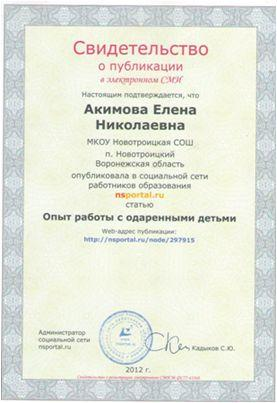 Свидетельство
о публикации
в электронном СМИ
Настоящим подтверждается, что
Акимова Елена
Николаевна
МКОУ Новотроицкая СОШ
п. Новотроицкий
Воронежская область
опубликовала в социальной сети
работников образования
nsportal.ru
статью
Опыт работы с одаренными детьми
Web-адрес публикации:
http://nsportal.ru/node/297915
Администратор
социальной сети
nsportal.ru
Кадыков С.Ю.
2012 г.